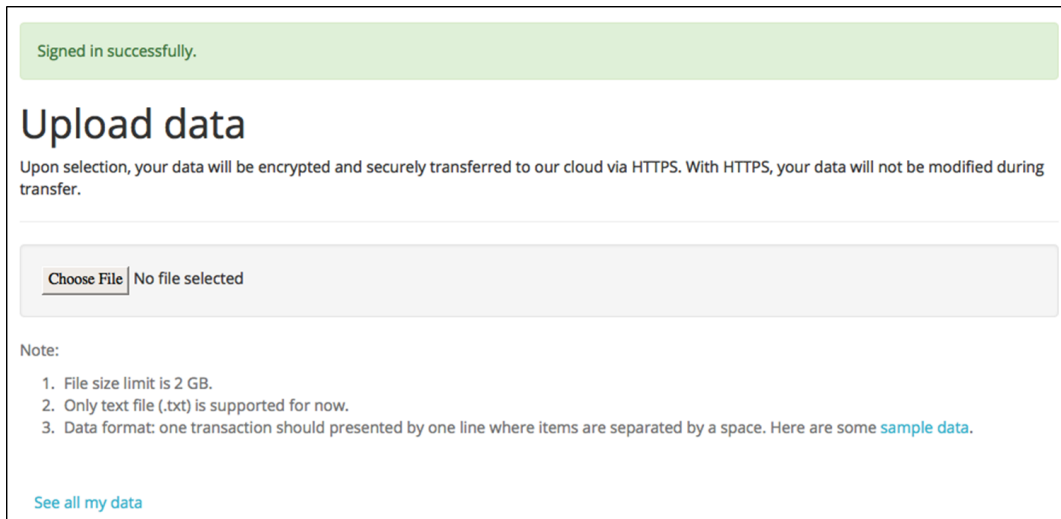 Signed in successfully.
Upload data
Upon selection, your data will be encrypted and securely transferred to our cloud via HTTPS. With HTTPS, your data will not be modified during
transfer.
Choose File No file selected
Note:
1. File size limit is 2 GB.
2. Only text file (.txt) is supported for now.
3. Data format: one transaction should presented by one line where items are separated by a space. Here are some sample data.
See all my data